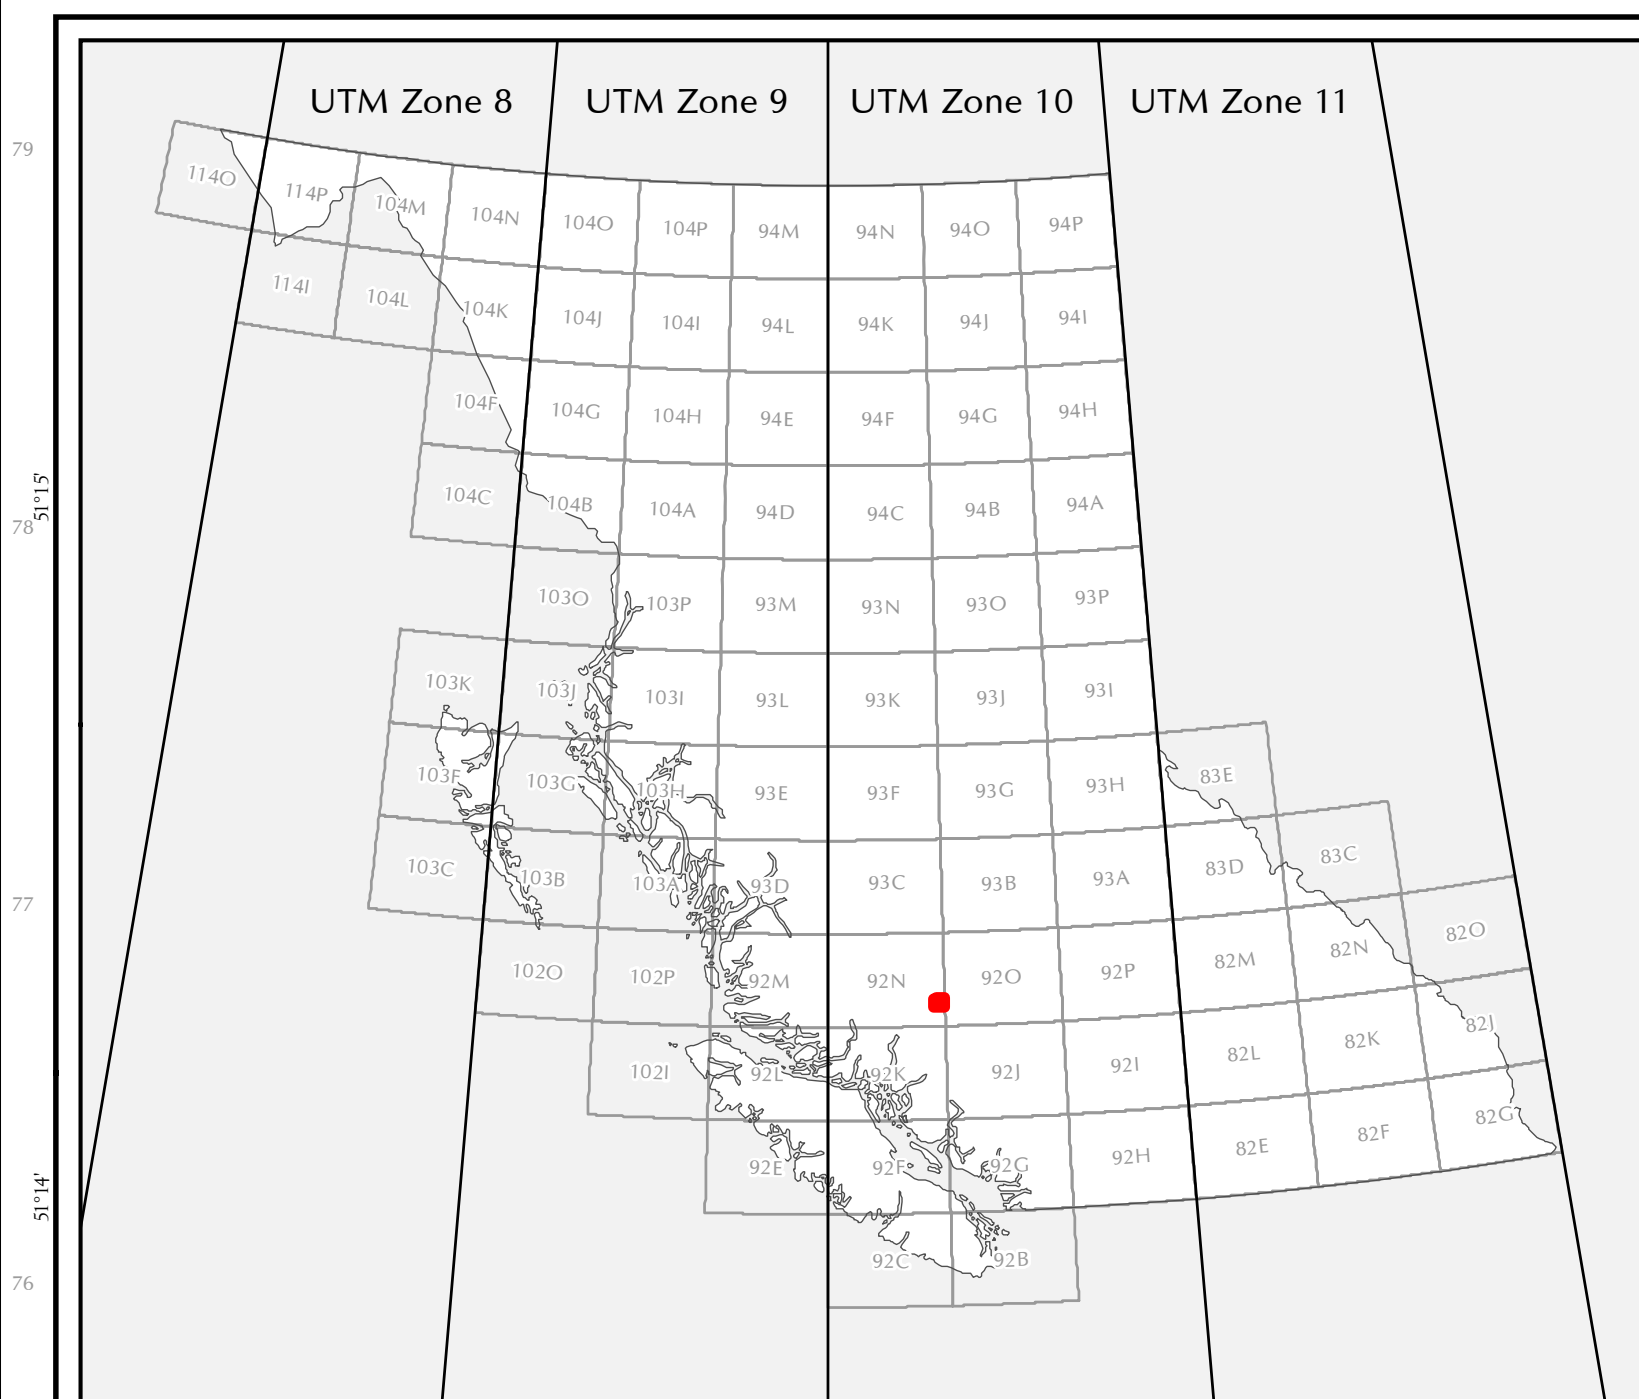 UTM Zone 8 UTM Zone 9 UTM Zone 10 UTM Zone 11
79
114O 114P 104M 104N 104O 104P 94M 94N 94O 94P
114I 104L 104K 104J 104I 94L 94K 94J 94I
104F 104G 104H 94E 94F 94G 94H
51°15'
104C 104B 104A 94D 94C 94B 94A
78
103O 103P 93M 93N 93O 93P
103K 103J 103I 93L 93K 93J 93I
103F 103G 103H 93E 93F 93G 93H 83E
103C 103B 103A 93D 93C 93B 93A 83D 83C
77
102O 102P 92M 92N 92O 92P 82M 82N 82O
102I 92L 92K 92J 92I 82L 82K 82J
92E 92F 92G 92H 82E 82F 82G
51°14'
92C 92B
76